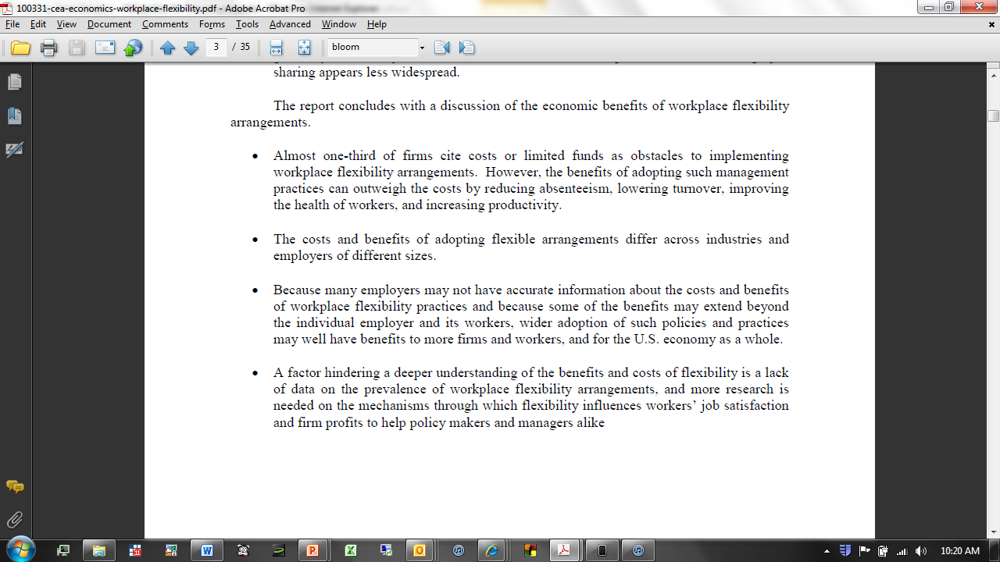 100331-cea-economics-workplace-flexibility.pdf - Adobe Acrobat Pro
File Edit View Document Comments Forms Tools Advanced Window Help
3 / 35 bloom
sharing appears less widespread.
The report concludes with a discussion of the economic benefits of workplace flexibility
arrangements.
• Almost one-third of firms cite costs or limited funds as obstacles to implementing
workplace flexibility arrangements. However, the benefits of adopting such management
practices can outweigh the costs by reducing absenteeism, lowering turnover, improving
the health of workers, and increasing productivity.
• The costs and benefits of adopting flexible arrangements differ across industries and
employers of different sizes.
• Because many employers may not have accurate information about the costs and benefits
of workplace flexibility practices and because some of the benefits may extend beyond
the individual employer and its workers, wider adoption of such policies and practices
may well have benefits to more firms and workers, and for the U.S. economy as a whole.
• A factor hindering a deeper understanding of the benefits and costs of flexibility is a lack
of data on the prevalence of workplace flexibility arrangements, and more research is
needed on the mechanisms through which flexibility influences workers’ job satisfaction
and firm profits to help policy makers and managers alike
10:20 AM